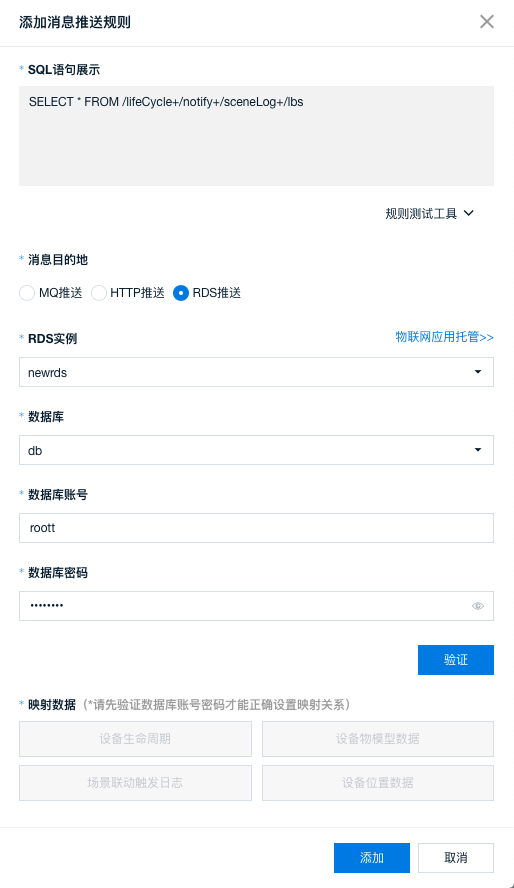 添加消息推送规则
* SQL语句展示
SELECT * FROM /lifeCycle+/notify+/sceneLog+/lbs
规则测试工具
* 消息目的地
MQ推送 HTTP推送 RDS推送
* RDS实例 物联网应用托管>>
newrds
* 数据库
db
* 数据库账号
roott
* 数据库密码
••••••••
验证
* 映射数据（*请先验证数据库账号密码才能正确设置映射关系）
设备生命周期 设备物模型数据
场景联动触发日志 设备位置数据
添加 取消